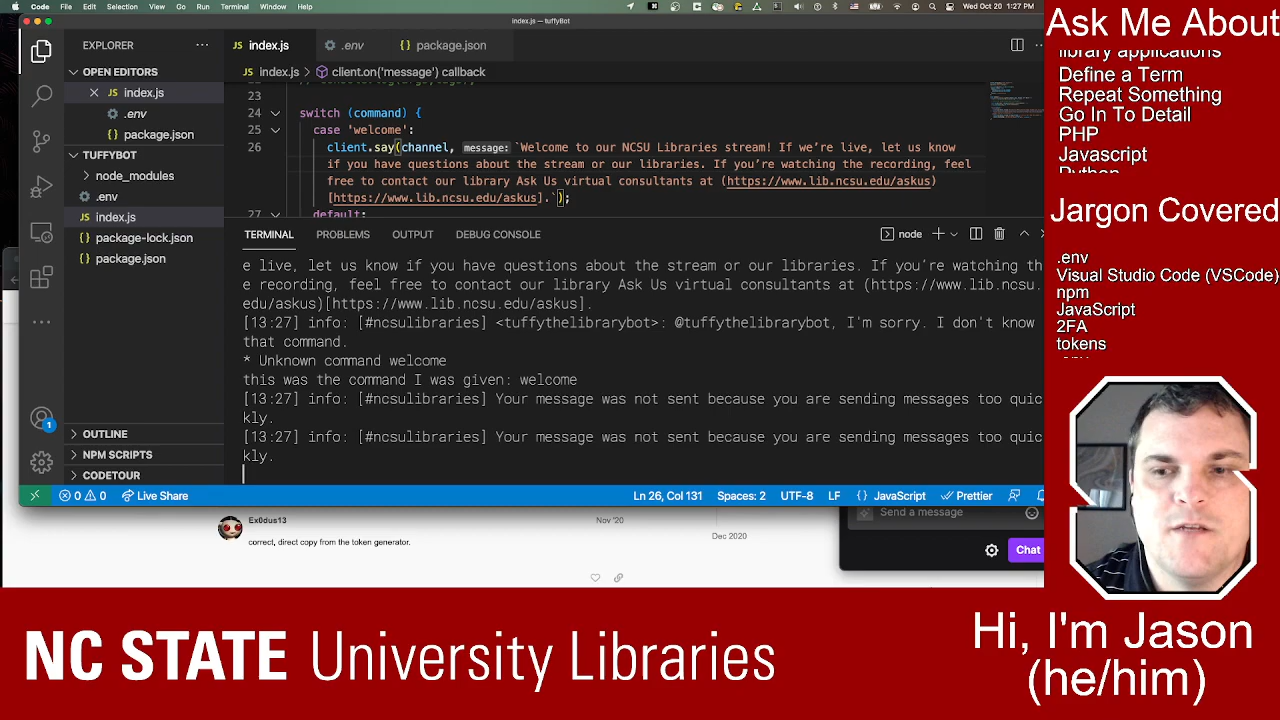 Code File Edit Selection View Go Run Terminal Window Help
Wed Oct 20 1:27 PM
index.js — tuffyBot
EXPLORER
OPEN EDITORS
index.js
.env
package.json
TUFFYBOT
node_modules
.env
index.js
package-lock.json
package.json
OUTLINE
NPM SCRIPTS
CODETOUR
JS index.js
.env
package.json
JS index.js > client.on('message') callback
23
24 switch (command) {
25 case 'welcome':
26 client.say(channel, message:`Welcome to our NCSU Libraries stream! If we’re live, let us know
if you have questions about the stream or our libraries. If you’re watching the recording, feel
free to contact our library Ask Us virtual consultants at (https://www.lib.ncsu.edu/askus)
[https://www.lib.ncsu.edu/askus].`);
27 default:
TERMINAL PROBLEMS OUTPUT DEBUG CONSOLE
node
e live, let us know if you have questions about the stream or our libraries. If you’re watching th
e recording, feel free to contact our library Ask Us virtual consultants at (https://www.lib.ncsu.
edu/askus)[https://www.lib.ncsu.edu/askus].
[13:27] info: [#ncsulibraries] <tuffythelibrarybot>: @tuffythelibrarybot, I'm sorry. I don't know
that command.
* Unknown command welcome
this was the command I was given: welcome
[13:27] info: [#ncsulibraries] Your message was not sent because you are sending messages too quic
kly.
[13:27] info: [#ncsulibraries] Your message was not sent because you are sending messages too quic
kly.
1
0 0 Live Share
Ln 26, Col 131 Spaces: 2 UTF-8 LF {} JavaScript Prettier
Ex0dus13
Nov '20
correct, direct copy from the token generator.
Dec 2020
Send a message
Chat
Ask Me About
library applications
Define a Term
Repeat Something
Go In To Detail
PHP
Javascript
Python
Jargon Covered
.env
Visual Studio Code (VSCode)
npm
JavaScript
2FA
tokens
.env
Hi, I'm Jason
(he/him)
NC STATE University Libraries